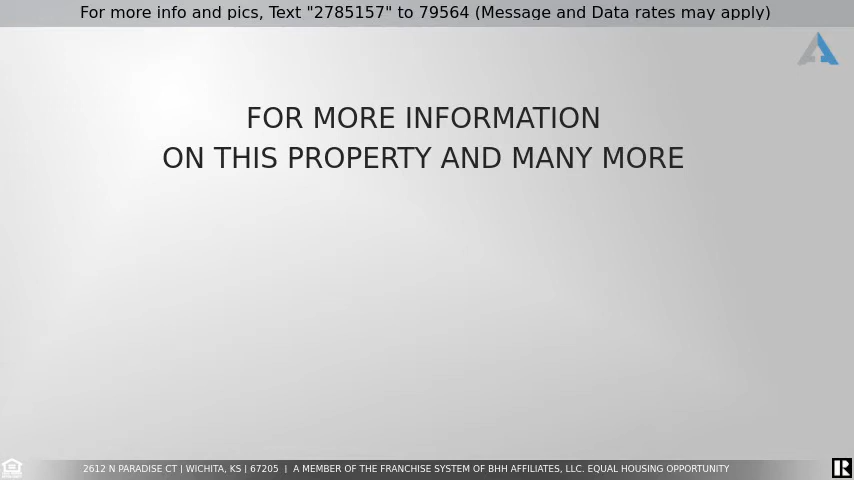 For more info and pics, Text "2785157" to 79564 (Message and Data rates may apply)
FOR MORE INFORMATION
ON THIS PROPERTY AND MANY MORE
2612 N PARADISE CT | WICHITA, KS | 67205 | A MEMBER OF THE FRANCHISE SYSTEM OF BHH AFFILIATES, LLC. EQUAL HOUSING OPPORTUNITY